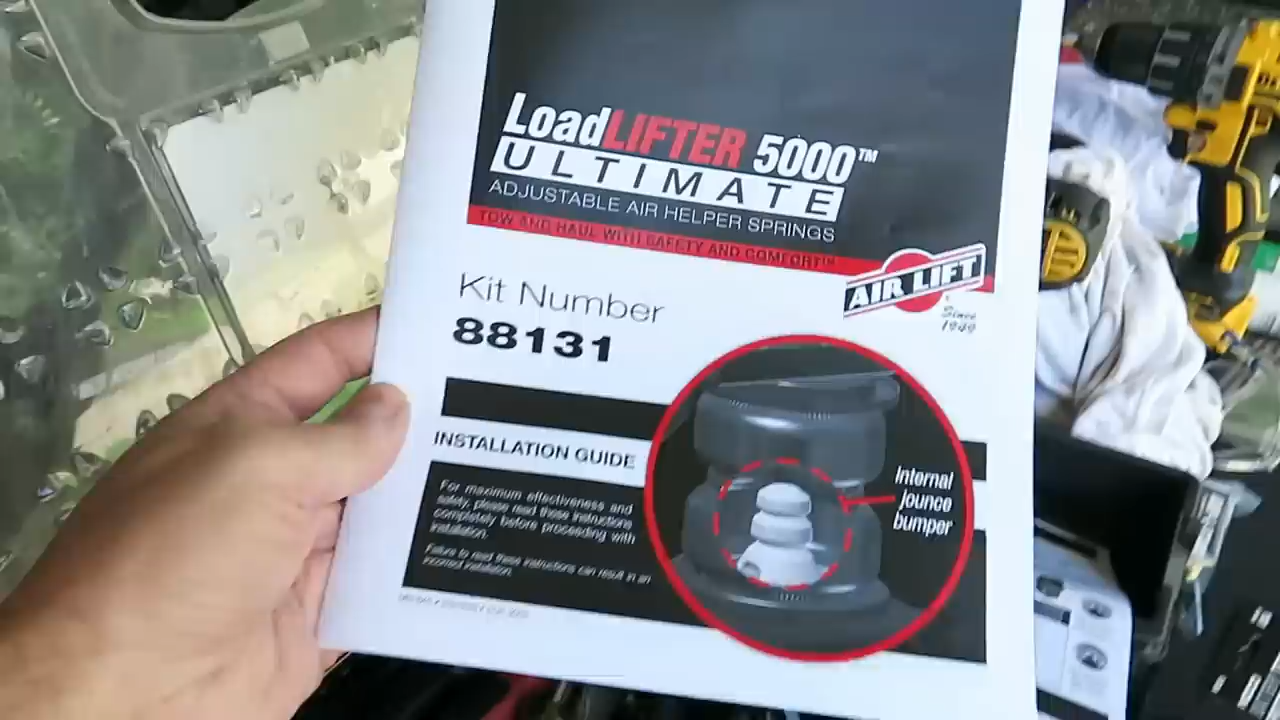 LoadLIFTER 5000™
ULTIMATE
ADJUSTABLE AIR HELPER SPRINGS
TOW AND HAUL WITH SAFETY AND COMFORT™
AIR LIFT
Since
1949
Kit Number
88131
INSTALLATION GUIDE
For maximum effectiveness and
safety, please read these instructions
completely before proceeding with
installation.
Failure to read these instructions can result in an
incorrect installation.
Internal
jounce
bumper